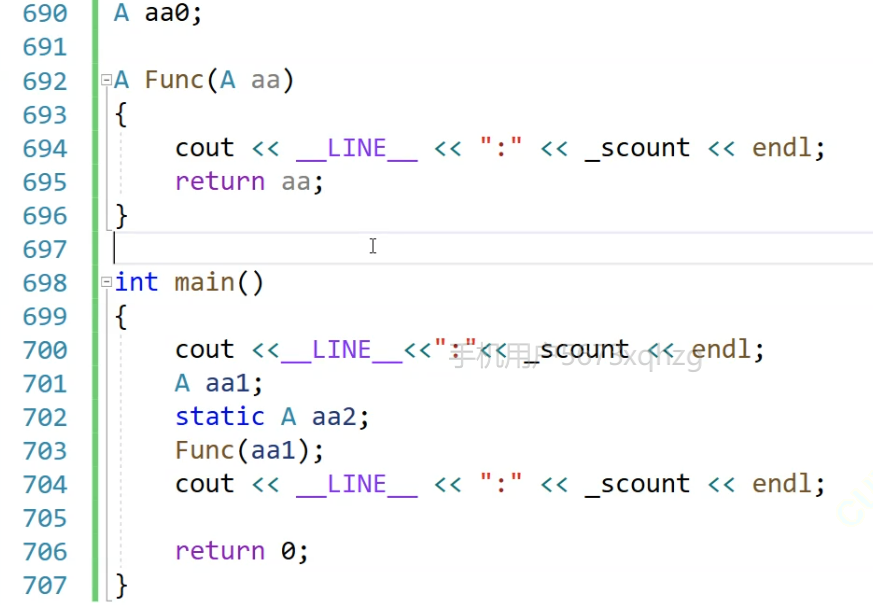 690 A aa0;
691
692 A Func(A aa)
693 {
694 cout << __LINE__ << ":" << _scount << endl;
695 return aa;
696 }
697
698 int main()
699 {
700 cout <<__LINE__<<":"<< _scount << endl;
701 A aa1;
702 static A aa2;
703 Func(aa1);
704 cout << __LINE__ << ":" << _scount << endl;
705
706 return 0;
707 }
手机用户